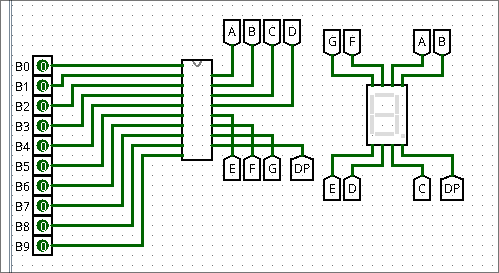 A B C D
G F A B
B0
B1
B2
B3
B4
B5
B6
B7
B8
B9
E F G DP
E D C DP